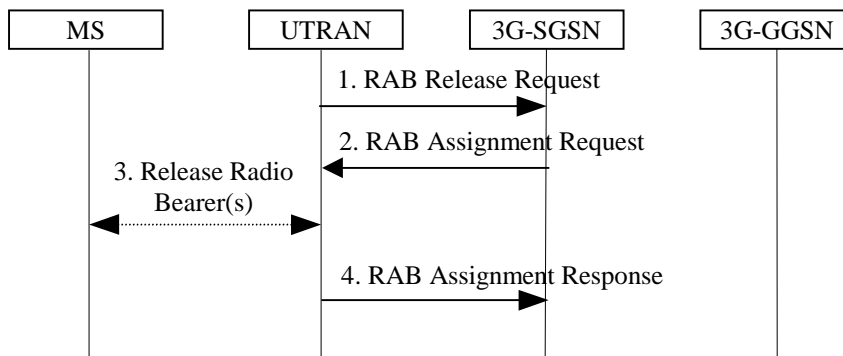 MS
UTRAN
3G-SGSN
3G-GGSN
1. RAB Release Request
2. RAB Assignment Request
3. Release Radio
Bearer(s)
4. RAB Assignment Response